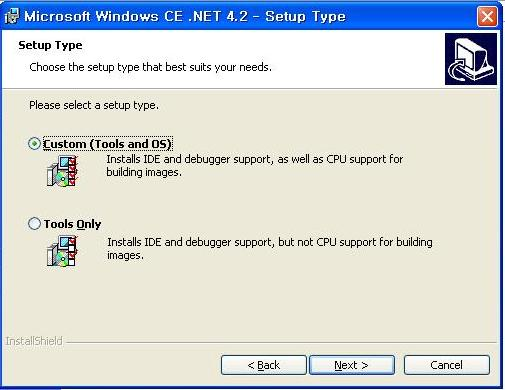 Microsoft Windows CE .NET 4.2 - Setup Type
Setup Type
Choose the setup type that best suits your needs.
Please select a setup type.
Custom (Tools and OS)
Installs IDE and debugger support, as well as CPU support for
building images.
Tools Only
Installs IDE and debugger support, but not CPU support for building
images.
InstallShield
< Back
Next >
Cancel